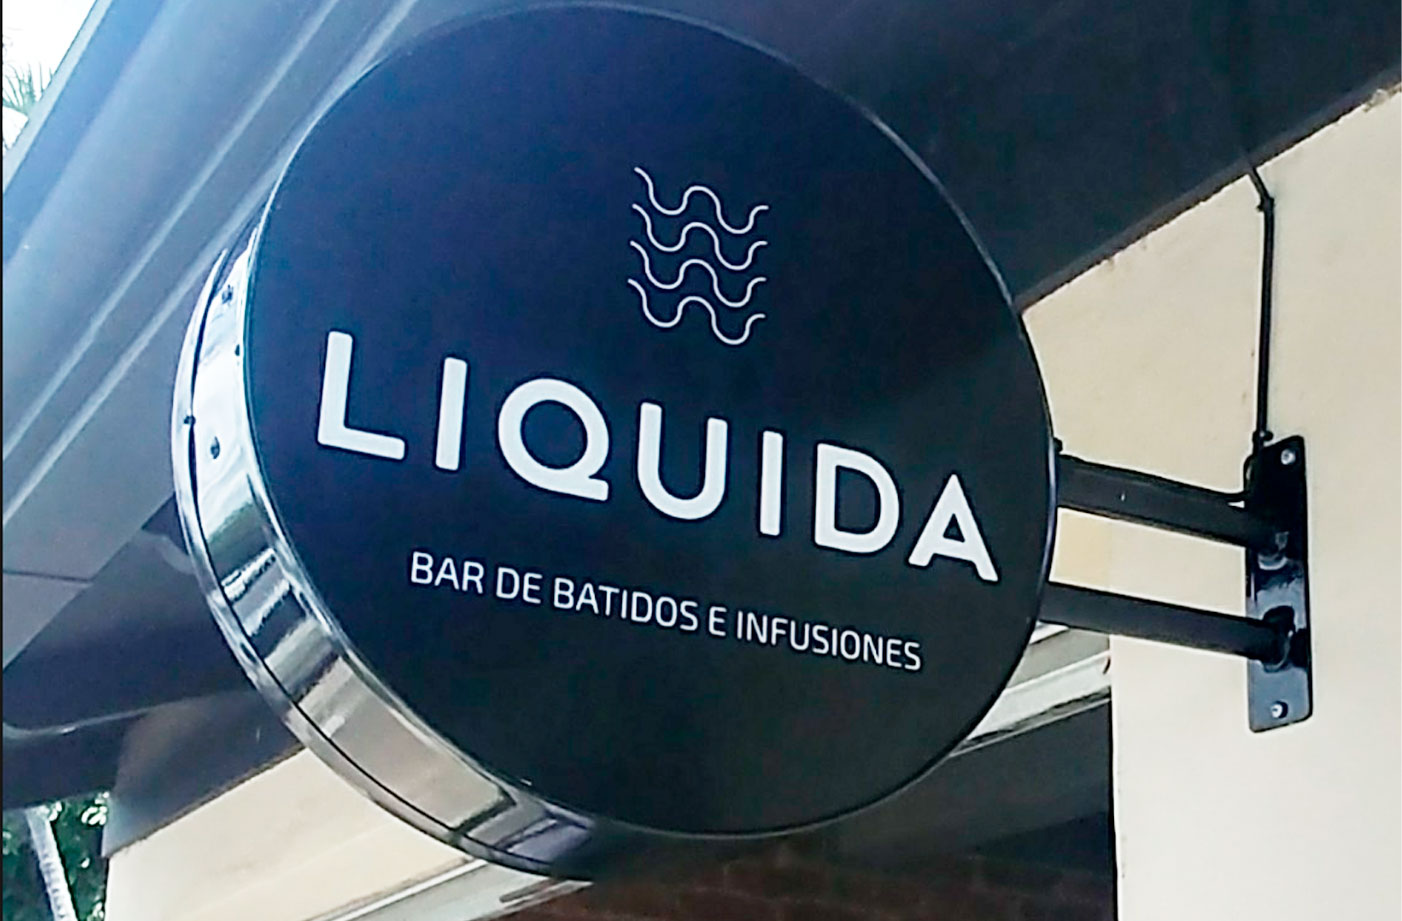 LIQUIDA
BAR DE BATIDOS E INFUSIONES